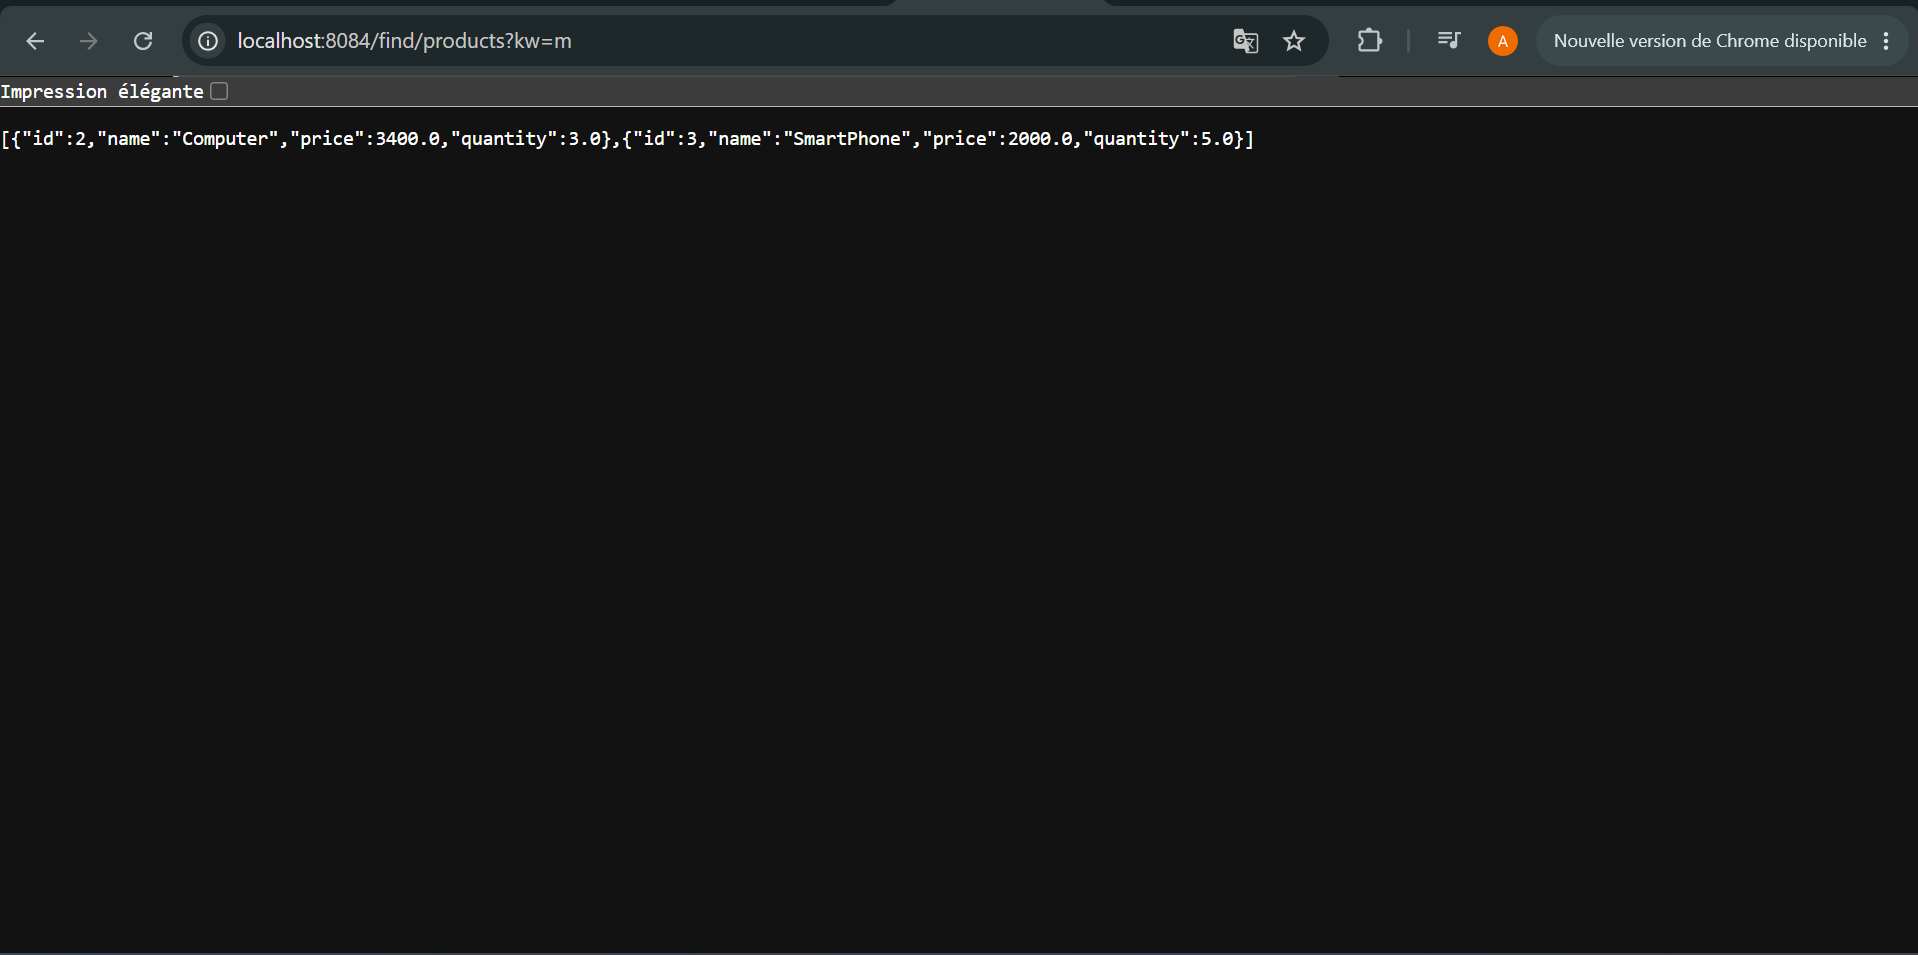 localhost:8084/find/products?kw=m
A
Nouvelle version de Chrome disponible
Impression élégante
[{"id":2,"name":"Computer","price":3400.0,"quantity":3.0},{"id":3,"name":"SmartPhone","price":2000.0,"quantity":5.0}]